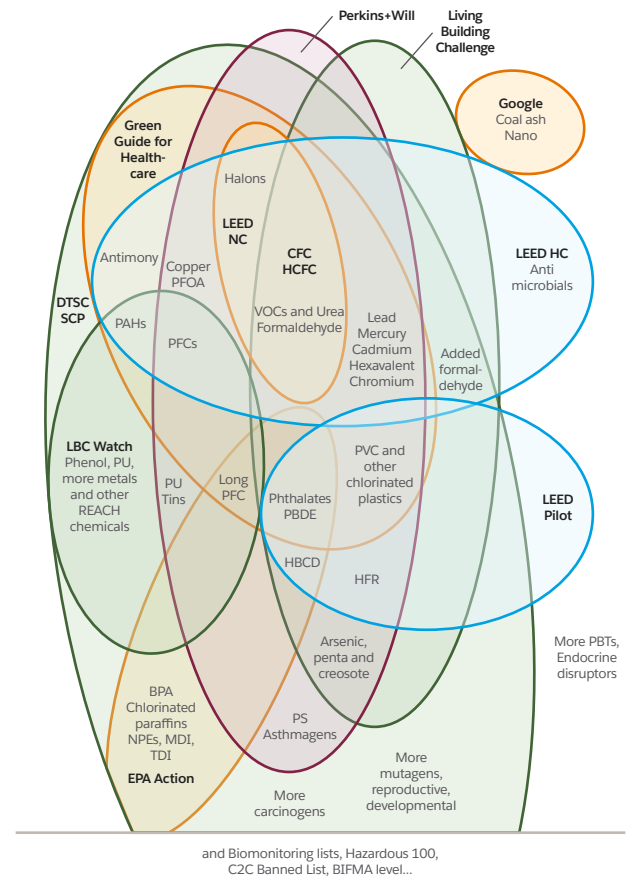 Perkins+Will
Living
Building
Challenge
Google
Coal ash
Nano
Green
Guide for
Health-
care
Halons
LEED
NC
CFC
HCFC
LEED HC
Anti
microbials
Antimony
Copper
PFOA
DTSC
SCP
VOCs and Urea
Formaldehyde
Lead
Mercury
Cadmium
Hexavalent
Chromium
PAHs
PFCs
Added
formal-
dehyde
LBC Watch
Phenol, PU,
more metals
and other
REACH
chemicals
PU
Tins
Long
PFC
Phthalates
PBDE
PVC and
other
chlorinated
plastics
LEED
Pilot
HBCD
HFR
Arsenic,
penta and
creosote
More PBTs,
Endocrine
disruptors
BPA
Chlorinated
paraffins
NPEs, MDI,
TDI
EPA Action
PS
Asthmagens
More
carcinogens
More
mutagens,
reproductive,
developmental
and Biomonitoring lists, Hazardous 100,
C2C Banned List, BIFMA level...